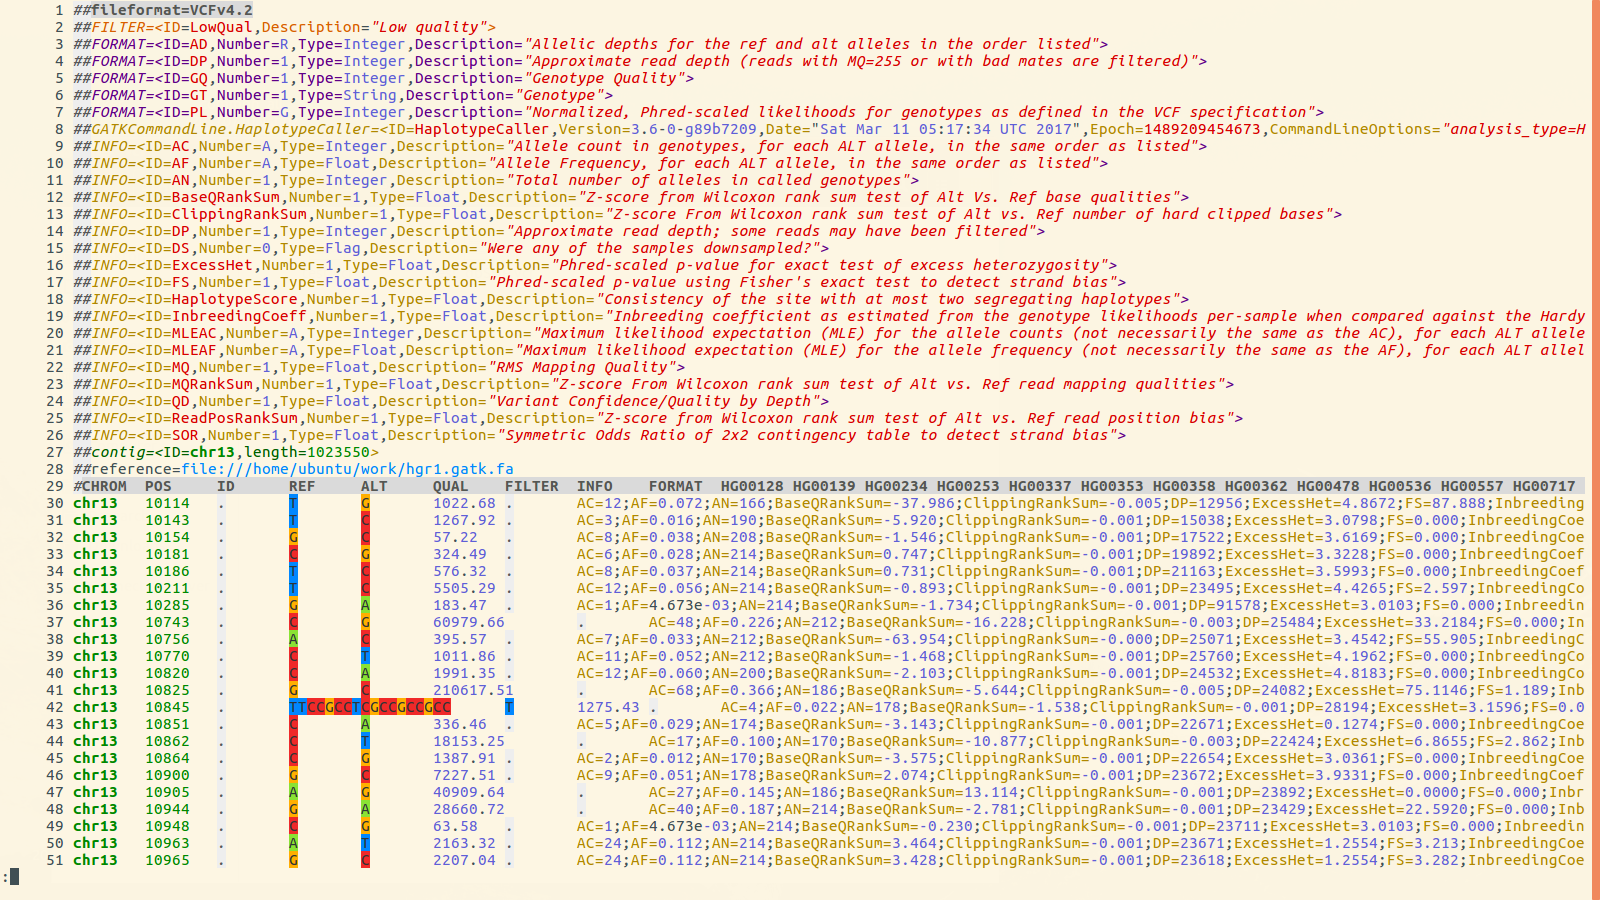 1 ##fileformat=VCFv4.2
2 ##FILTER=<ID=LowQual,Description="Low quality">
3 ##FORMAT=<ID=AD,Number=R,Type=Integer,Description="Allelic depths for the ref and alt alleles in the order listed">
4 ##FORMAT=<ID=DP,Number=1,Type=Integer,Description="Approximate read depth (reads with MQ=255 or with bad mates are filtered)">
5 ##FORMAT=<ID=GQ,Number=1,Type=Integer,Description="Genotype Quality">
6 ##FORMAT=<ID=GT,Number=1,Type=String,Description="Genotype">
7 ##FORMAT=<ID=PL,Number=G,Type=Integer,Description="Normalized, Phred-scaled likelihoods for genotypes as defined in the VCF specification">
8 ##GATKCommandLine.HaplotypeCaller=<ID=HaplotypeCaller,Version=3.6-0-g89b7209,Date="Sat Mar 11 05:17:34 UTC 2017",Epoch=1489209454673,CommandLineOptions="analysis_type=H
9 ##INFO=<ID=AC,Number=A,Type=Integer,Description="Allele count in genotypes, for each ALT allele, in the same order as listed">
10 ##INFO=<ID=AF,Number=A,Type=Float,Description="Allele Frequency, for each ALT allele, in the same order as listed">
11 ##INFO=<ID=AN,Number=1,Type=Integer,Description="Total number of alleles in called genotypes">
12 ##INFO=<ID=BaseQRankSum,Number=1,Type=Float,Description="Z-score from Wilcoxon rank sum test of Alt Vs. Ref base qualities">
13 ##INFO=<ID=ClippingRankSum,Number=1,Type=Float,Description="Z-score From Wilcoxon rank sum test of Alt vs. Ref number of hard clipped bases">
14 ##INFO=<ID=DP,Number=1,Type=Integer,Description="Approximate read depth; some reads may have been filtered">
15 ##INFO=<ID=DS,Number=0,Type=Flag,Description="Were any of the samples downsampled?">
16 ##INFO=<ID=ExcessHet,Number=1,Type=Float,Description="Phred-scaled p-value for exact test of excess heterozygosity">
17 ##INFO=<ID=FS,Number=1,Type=Float,Description="Phred-scaled p-value using Fisher's exact test to detect strand bias">
18 ##INFO=<ID=HaplotypeScore,Number=1,Type=Float,Description="Consistency of the site with at most two segregating haplotypes">
19 ##INFO=<ID=InbreedingCoeff,Number=1,Type=Float,Description="Inbreeding coefficient as estimated from the genotype likelihoods per-sample when compared against the Hardy
20 ##INFO=<ID=MLEAC,Number=A,Type=Integer,Description="Maximum likelihood expectation (MLE) for the allele counts (not necessarily the same as the AC), for each ALT allele
21 ##INFO=<ID=MLEAF,Number=A,Type=Float,Description="Maximum likelihood expectation (MLE) for the allele frequency (not necessarily the same as the AF), for each ALT allel
22 ##INFO=<ID=MQ,Number=1,Type=Float,Description="RMS Mapping Quality">
23 ##INFO=<ID=MQRankSum,Number=1,Type=Float,Description="Z-score From Wilcoxon rank sum test of Alt vs. Ref read mapping qualities">
24 ##INFO=<ID=QD,Number=1,Type=Float,Description="Variant Confidence/Quality by Depth">
25 ##INFO=<ID=ReadPosRankSum,Number=1,Type=Float,Description="Z-score from Wilcoxon rank sum test of Alt vs. Ref read position bias">
26 ##INFO=<ID=SOR,Number=1,Type=Float,Description="Symmetric Odds Ratio of 2x2 contingency table to detect strand bias">
27 ##contig=<ID=chr13,length=1023550>
28 ##reference=file:///home/ubuntu/work/hgr1.gatk.fa
29 #CHROM POS ID REF ALT QUAL FILTER INFO FORMAT HG00128 HG00139 HG00234 HG00253 HG00337 HG00353 HG00358 HG00362 HG00478 HG00536 HG00557 HG00717
30 chr13 10114 . T G 1022.68 . AC=12;AF=0.072;AN=166;BaseQRankSum=-37.986;ClippingRankSum=-0.005;DP=12956;ExcessHet=4.8672;FS=87.888;Inbreeding
31 chr13 10143 . T C 1267.92 . AC=3;AF=0.016;AN=190;BaseQRankSum=-5.920;ClippingRankSum=-0.001;DP=15038;ExcessHet=3.0798;FS=0.000;InbreedingCoe
32 chr13 10154 . G C 57.22 . AC=8;AF=0.038;AN=208;BaseQRankSum=-1.546;ClippingRankSum=-0.001;DP=17522;ExcessHet=3.6169;FS=0.000;InbreedingCoe
33 chr13 10181 . C G 324.49 . AC=6;AF=0.028;AN=214;BaseQRankSum=0.747;ClippingRankSum=-0.001;DP=19892;ExcessHet=3.3228;FS=0.000;InbreedingCoef
34 chr13 10186 . T C 576.32 . AC=8;AF=0.037;AN=214;BaseQRankSum=0.731;ClippingRankSum=-0.001;DP=21163;ExcessHet=3.5993;FS=0.000;InbreedingCoef
35 chr13 10211 . T C 5505.29 . AC=12;AF=0.056;AN=214;BaseQRankSum=-0.893;ClippingRankSum=-0.001;DP=23495;ExcessHet=4.4265;FS=2.597;InbreedingCo
36 chr13 10285 . G A 183.47 . AC=1;AF=4.673e-03;AN=214;BaseQRankSum=-1.734;ClippingRankSum=-0.001;DP=91578;ExcessHet=3.0103;FS=0.000;Inbreedin
37 chr13 10743 . C G 60979.66 . AC=48;AF=0.226;AN=212;BaseQRankSum=-16.228;ClippingRankSum=-0.003;DP=25484;ExcessHet=33.2184;FS=0.000;In
38 chr13 10756 . A C 395.57 . AC=7;AF=0.033;AN=212;BaseQRankSum=-63.954;ClippingRankSum=-0.000;DP=25071;ExcessHet=3.4542;FS=55.905;InbreedingC
39 chr13 10770 . C T 1011.86 . AC=11;AF=0.052;AN=212;BaseQRankSum=-1.468;ClippingRankSum=-0.001;DP=25760;ExcessHet=4.1962;FS=0.000;InbreedingCo
40 chr13 10820 . C A 1991.35 . AC=12;AF=0.060;AN=200;BaseQRankSum=-2.103;ClippingRankSum=-0.001;DP=24532;ExcessHet=4.8183;FS=0.000;InbreedingCo
41 chr13 10825 . G C 210617.51 . AC=68;AF=0.366;AN=186;BaseQRankSum=-5.644;ClippingRankSum=-0.005;DP=24082;ExcessHet=75.1146;FS=1.189;Inb
42 chr13 10845 . TTCCGCCTCGCCGCCGCC T 1275.43 . AC=4;AF=0.022;AN=178;BaseQRankSum=-1.538;ClippingRankSum=-0.001;DP=28194;ExcessHet=3.1596;FS=0.0
43 chr13 10851 . C A 336.46 . AC=5;AF=0.029;AN=174;BaseQRankSum=-3.143;ClippingRankSum=-0.001;DP=22671;ExcessHet=0.1274;FS=0.000;InbreedingCoe
44 chr13 10862 . C T 18153.25 . AC=17;AF=0.100;AN=170;BaseQRankSum=-10.877;ClippingRankSum=-0.003;DP=22424;ExcessHet=6.8655;FS=2.862;Inb
45 chr13 10864 . C G 1387.91 . AC=2;AF=0.012;AN=170;BaseQRankSum=-3.575;ClippingRankSum=-0.001;DP=22654;ExcessHet=3.0361;FS=0.000;InbreedingCoe
46 chr13 10900 . G C 7227.51 . AC=9;AF=0.051;AN=178;BaseQRankSum=2.074;ClippingRankSum=-0.001;DP=23672;ExcessHet=3.9331;FS=0.000;InbreedingCoef
47 chr13 10905 . A G 40909.64 . AC=27;AF=0.145;AN=186;BaseQRankSum=13.114;ClippingRankSum=-0.001;DP=23892;ExcessHet=0.0000;FS=0.000;Inbr
48 chr13 10944 . G A 28660.72 . AC=40;AF=0.187;AN=214;BaseQRankSum=-2.781;ClippingRankSum=-0.001;DP=23429;ExcessHet=22.5920;FS=0.000;Inb
49 chr13 10948 . C G 63.58 . AC=1;AF=4.673e-03;AN=214;BaseQRankSum=-0.230;ClippingRankSum=-0.001;DP=23711;ExcessHet=3.0103;FS=0.000;Inbreedin
50 chr13 10963 . A T 2163.32 . AC=24;AF=0.112;AN=214;BaseQRankSum=3.464;ClippingRankSum=-0.001;DP=23671;ExcessHet=1.2554;FS=3.213;InbreedingCoe
51 chr13 10965 . G C 2207.04 . AC=24;AF=0.112;AN=214;BaseQRankSum=3.428;ClippingRankSum=-0.001;DP=23618;ExcessHet=1.2554;FS=3.282;InbreedingCoe
: